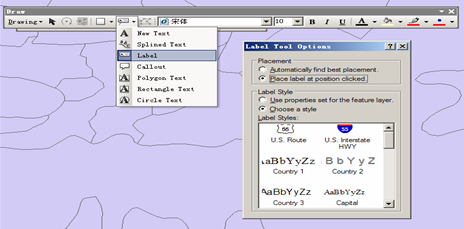 Draw
Drawing
A
宋体
10
B I U A
A New Text
Splined Text
Label
Callout
A Polygon Text
A Rectangle Text
A Circle Text
Label Tool Options
Placement
Automatically find best placement.
Place label at position clicked.
Label Style
Use properties set for the feature layer.
Choose a style
Label Styles:
55 55
U.S. Route U.S. Interstate
HWY
AaBbYyZz B b Y y Z
Country 1 Country 2
AaBbYyZz AaBbYyZz
Country 3 Capital